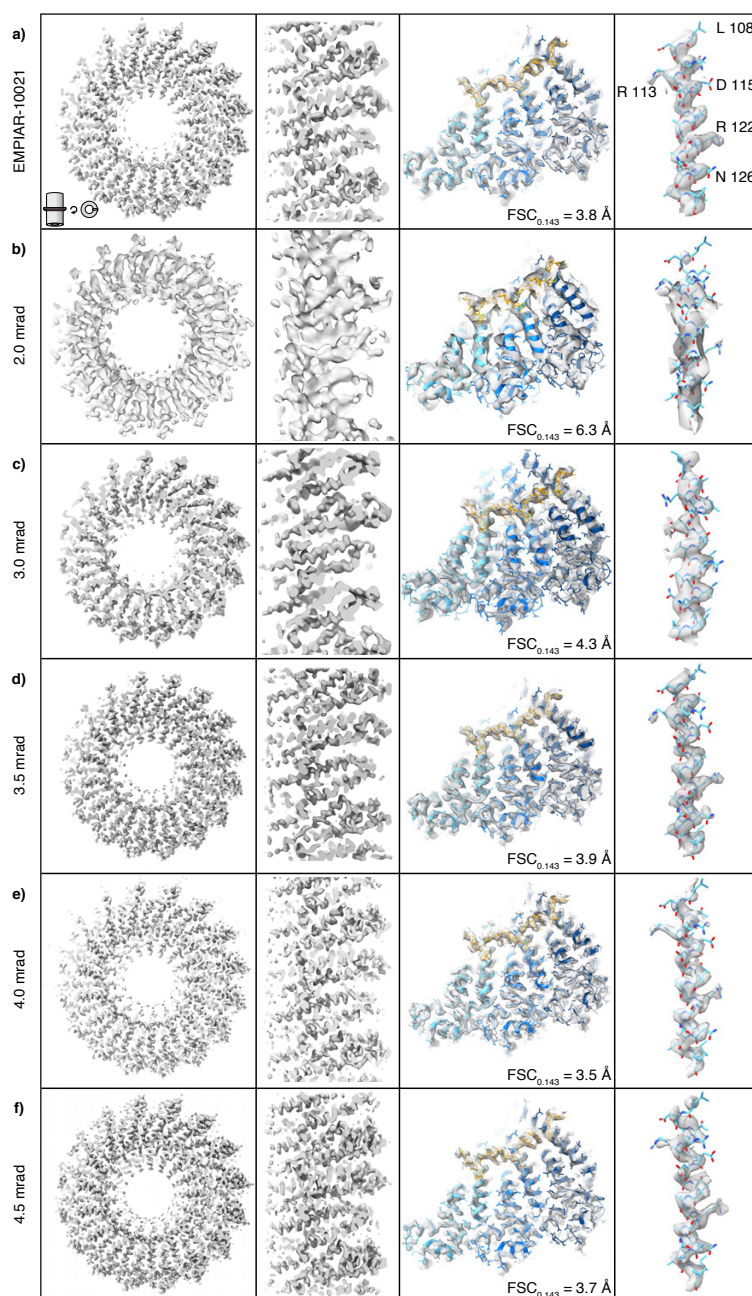 a)
EMPIAR-10021
L 108
R 113
D 115
R 122
N 126
FSC0.143 = 3.8 Å
b)
2.0 mrad
FSC0.143 = 6.3 Å
c)
3.0 mrad
FSC0.143 = 4.3 Å
d)
3.5 mrad
FSC0.143 = 3.9 Å
e)
4.0 mrad
FSC0.143 = 3.5 Å
f)
4.5 mrad
FSC0.143 = 3.7 Å